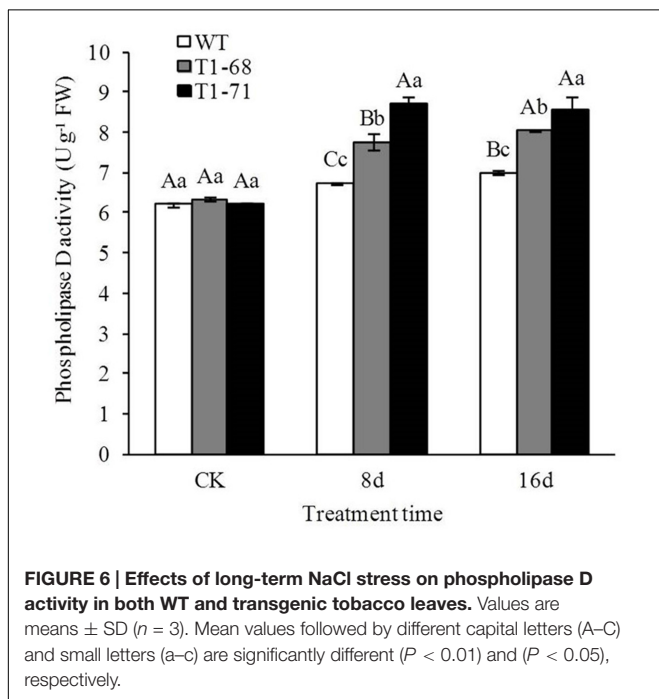 WT
T1-68
T1-71
Phospholipase D activity (U g⁻¹ FW)
10
9
8
7
6
5
4
3
2
1
0
Aa Aa Aa
Cc Bb Aa
Bc Ab Aa
CK 8d 16d
Treatment time
FIGURE 6 | Effects of long-term NaCl stress on phospholipase D
activity in both WT and transgenic tobacco leaves. Values are
means ± SD (n = 3). Mean values followed by different capital letters (A–C)
and small letters (a–c) are significantly different (P < 0.01) and (P < 0.05),
respectively.